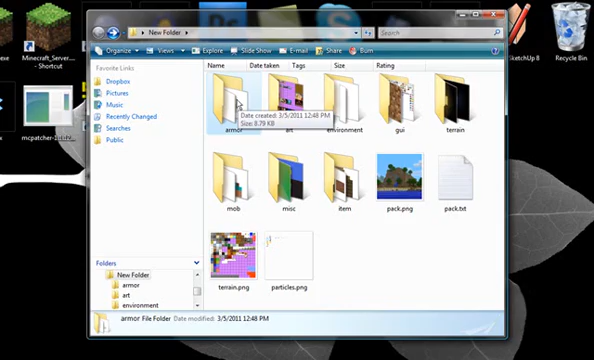 New Folder
Search
Organize
Views
Explore
Slide Show
E-mail
Share
Burn
Favorite Links
Name
Date taken
Tags
Size
Rating
Dropbox
Pictures
Music
Recently Changed
Searches
Public
Date created: 3/5/2011 12:48 PM
Size: 8.79 KB
armor
art
environment
gui
terrain
mob
misc
item
pack.png
pack.txt
terrain.png
particles.png
Folders
New Folder
armor
art
environment
armor File Folder Date modified: 3/5/2011 12:48 PM
.exe
Minecraft_Server....
- Shortcut
SketchUp 8
Recycle Bin